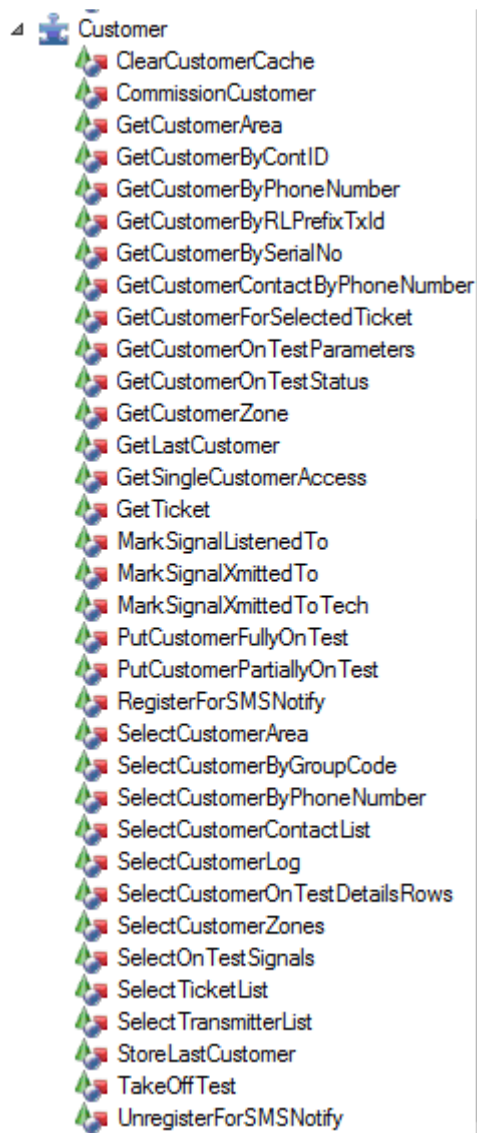 Customer
ClearCustomerCache
CommissionCustomer
GetCustomerArea
GetCustomerByContID
GetCustomerByPhoneNumber
GetCustomerByRLPrefixTxId
GetCustomerBySerialNo
GetCustomerContactByPhoneNumber
GetCustomerForSelectedTicket
GetCustomerOnTestParameters
GetCustomerOnTestStatus
GetCustomerZone
GetLastCustomer
GetSingleCustomerAccess
GetTicket
MarkSignalListenedTo
MarkSignalXmittedTo
MarkSignalXmittedToTech
PutCustomerFullyOnTest
PutCustomerPartiallyOnTest
RegisterForSMSNotify
SelectCustomerArea
SelectCustomerByGroupCode
SelectCustomerByPhoneNumber
SelectCustomerContactList
SelectCustomerLog
SelectCustomerOnTestDetailsRows
SelectCustomerZones
SelectOnTestSignals
SelectTicketList
SelectTransmitterList
StoreLastCustomer
TakeOffTest
UnregisterForSMSNotify